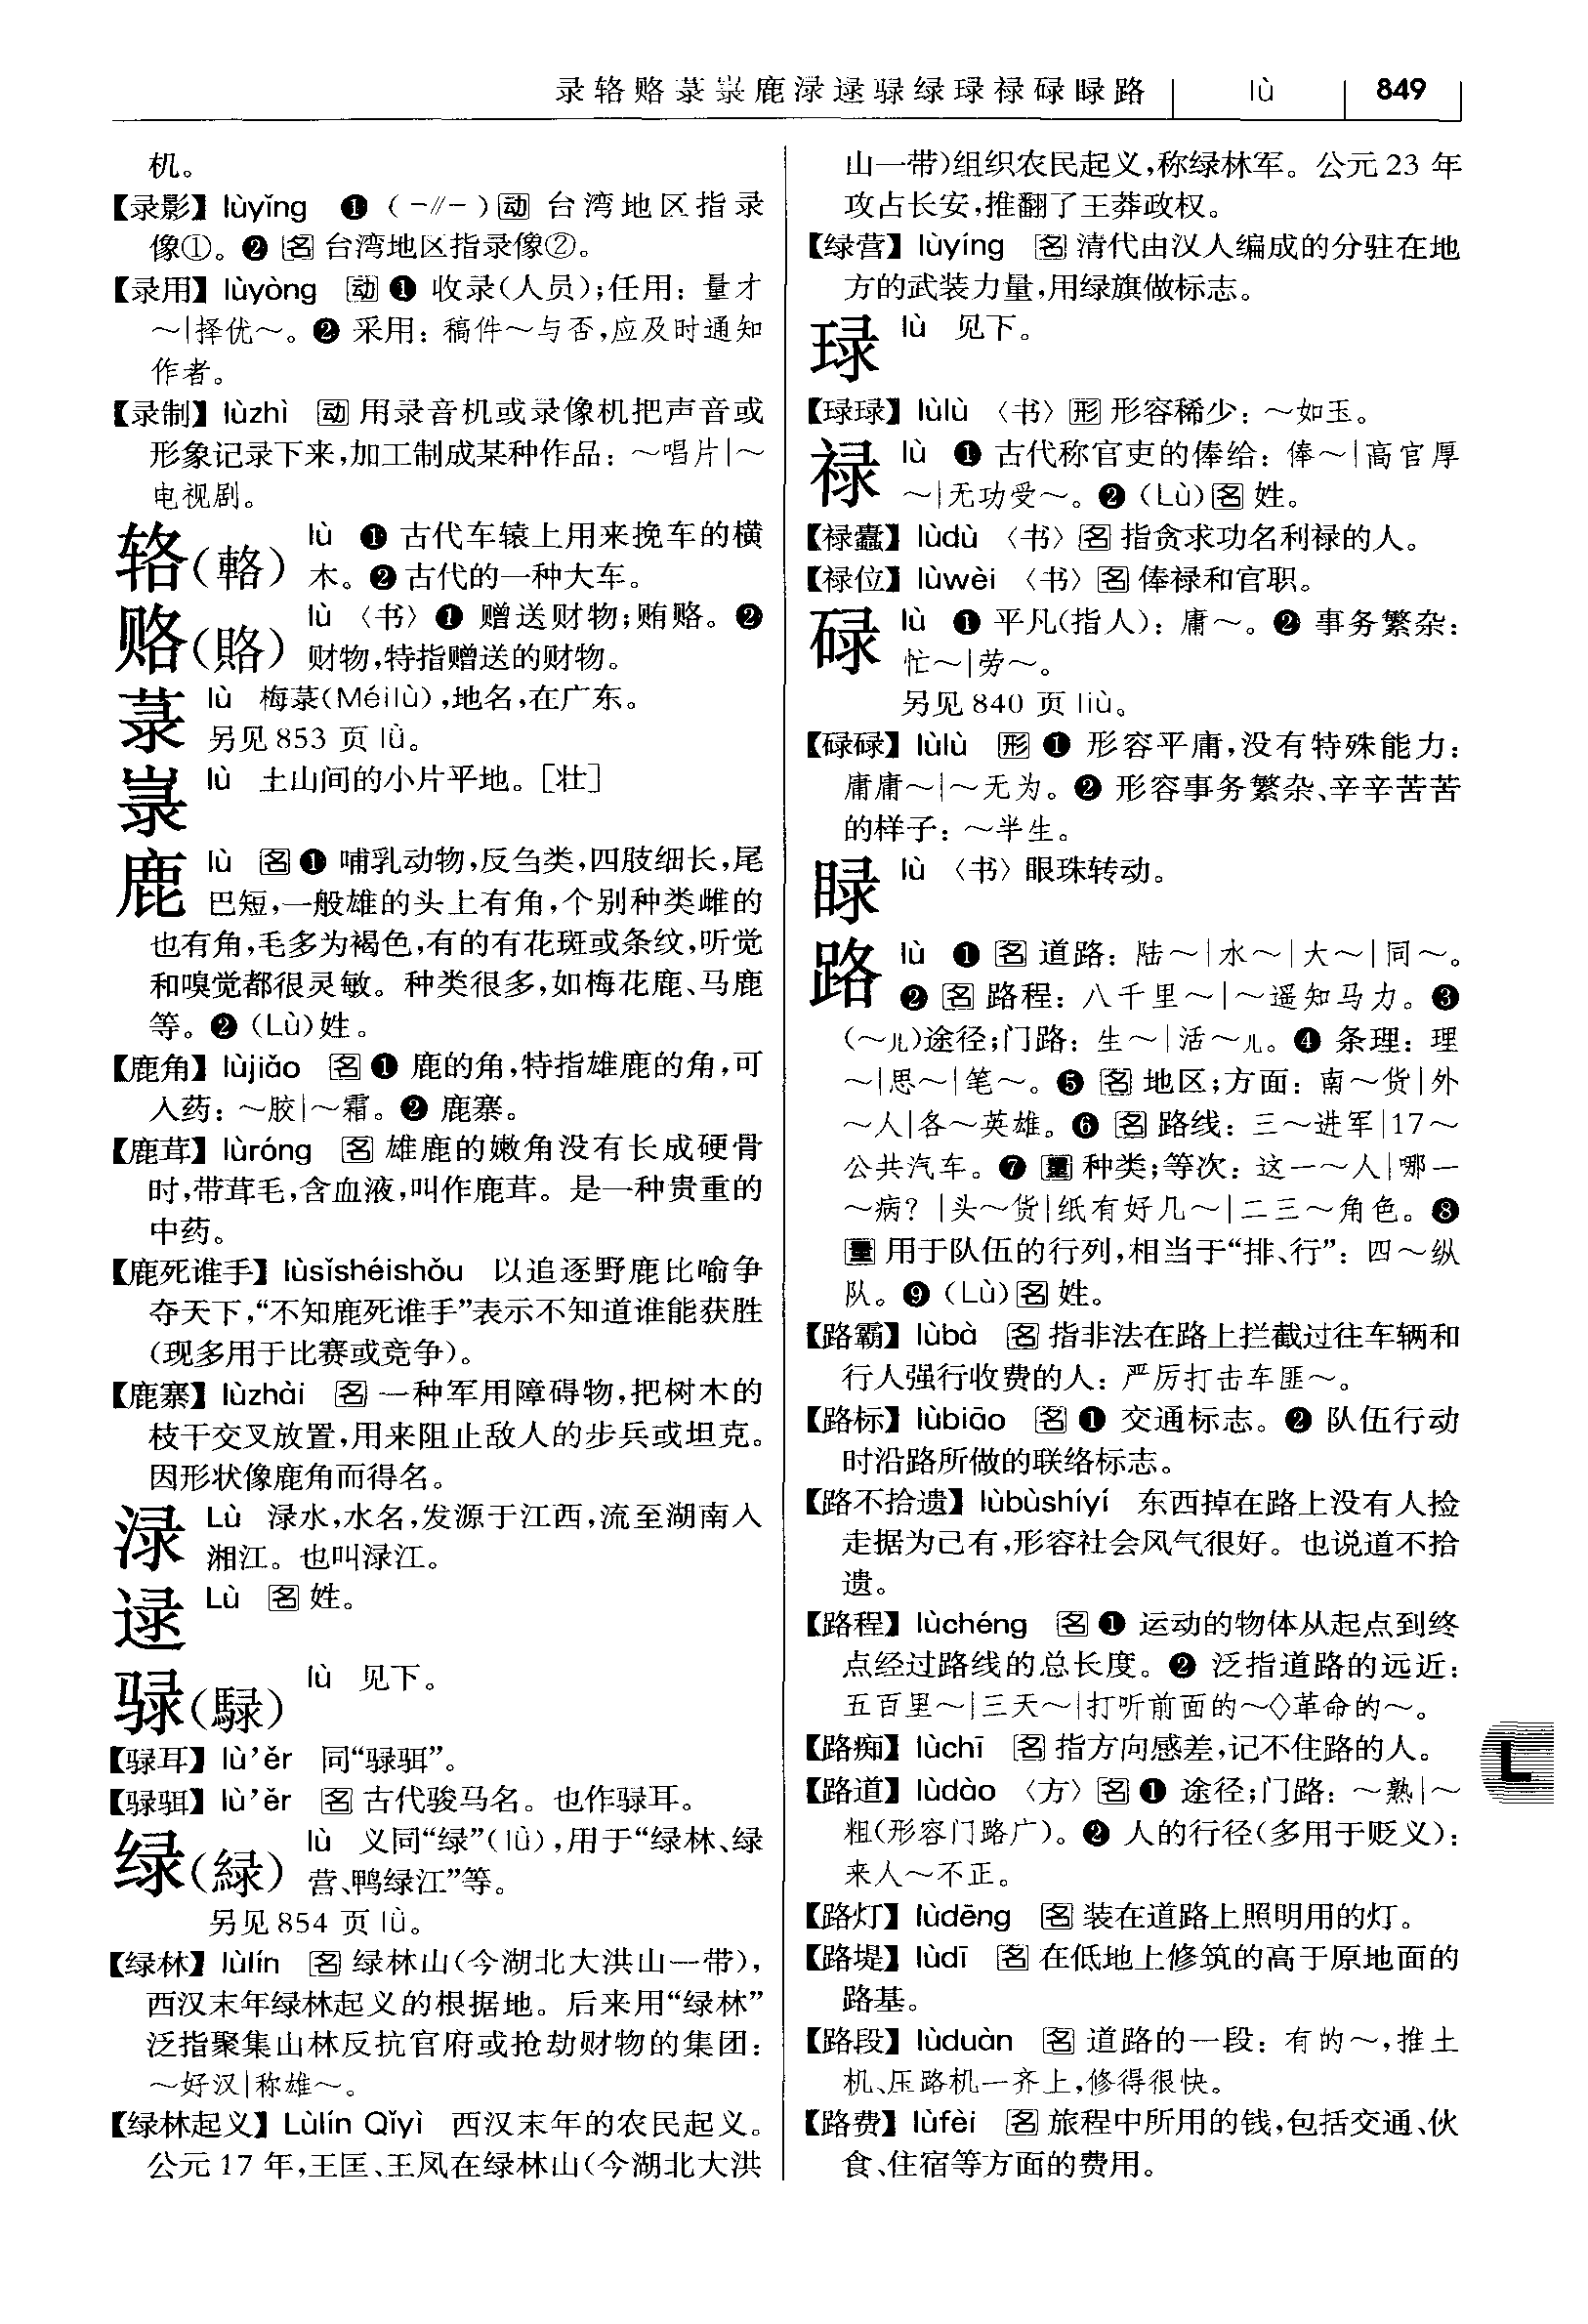 录辂赂菉㟤鹿渌逯骎绿琭禄碌睩路 lù 849
机。
【录影】lùyǐng ❶（-∥-）动 台湾地区指录
像①。❷ 名 台湾地区指录像②。
【录用】lùyòng 动 ❶ 收录(人员);任用：量才
～|择优～。❷ 采用：稿件～与否,应及时通知
作者。
【录制】lùzhì 动 用录音机或录像机把声音或
形象记录下来,加工制成某种作品：～唱片|～
电视剧。
辂(輅) lù ❶ 古代车辕上用来挽车的横
木。❷ 古代的一种大车。
赂(賂) lù 〈书〉❶ 赠送财物;贿赂。❷
财物,特指赠送的财物。
菉 lù 梅菉(Méilù),地名,在广东。
另见853 页 lǜ。
lù 土山间的小片平地。[壮]
鹿 lù 名 ❶ 哺乳动物,反刍类,四肢细长,尾
巴短,一般雄的头上有角,个别种类雌的
也有角,毛多为褐色,有的有花斑或条纹,听觉
和嗅觉都很灵敏。种类很多,如梅花鹿、马鹿
等。❷ (Lù)姓。
【鹿角】lùjiǎo 名 ❶ 鹿的角,特指雄鹿的角,可
入药：～胶|～霜。❷ 鹿寨。
【鹿茸】lùróng 名 雄鹿的嫩角没有长成硬骨
时,带茸毛,含血液,叫作鹿茸。是一种贵重的
中药。
【鹿死谁手】lùsǐshéishǒu 以追逐野鹿比喻争
夺天下,“不知鹿死谁手”表示不知道谁能获胜
(现多用于比赛或竞争)。
【鹿寨】lùzhài 名 一种军用障碍物,把树木的
枝干交叉放置,用来阻止敌人的步兵或坦克。
因形状像鹿角而得名。
渌 Lù 渌水,水名,发源于江西,流至湖南入
湘江。也叫渌江。
逯 Lù 名 姓。
𫘧(騄) lù 见下。
【𫘧耳】lù’ěr 同“𫘧𬳵”。
【𫘧𬳵】lù’ěr 名 古代骏马名。也作𫘧耳。
绿(緑) lù 义同“绿”(lǜ),用于“绿林、绿
营、鸭绿江”等。
另见854 页 lǜ。
【绿林】lùlín 名 绿林山(今湖北大洪山一带),
西汉末年绿林起义的根据地。后来用“绿林”
泛指聚集山林反抗官府或抢劫财物的集团：
～好汉|称雄～。
【绿林起义】Lùlín Qǐyì 西汉末年的农民起义。
公元 17 年,王匡、王凤在绿林山(今湖北大洪
山一带)组织农民起义,称绿林军。公元 23 年
攻占长安,推翻了王莽政权。
【绿营】lùyíng 名 清代由汉人编成的分驻在地
方的武装力量,用绿旗做标志。
琭 lù 见下。
【琭琭】lùlù 〈书〉形 形容稀少：～如玉。
禄 lù ❶ 古代称官吏的俸给：俸～|高官厚
～|无功受～。❷ (Lù)名 姓。
【禄蠹】lùdù 〈书〉名 指贪求功名利禄的人。
【禄位】lùwèi 〈书〉名 俸禄和官职。
碌 lù ❶ 平凡(指人)：庸～。❷ 事务繁杂：
忙～|劳～。
另见 840 页 liù。
【碌碌】lùlù 形 ❶ 形容平庸,没有特殊能力：
庸庸～|～无为。❷ 形容事务繁杂、辛辛苦苦
的样子：～半生。
睩 lù 〈书〉眼珠转动。
路 lù ❶ 名 道路：陆～|水～|大～|同～。
❷ 名 路程：八千里～|～遥知马力。❸
(～儿)途径;门路：生～|活～儿。❹ 条理：理
～|思～|笔～。❺ 名 地区;方面：南～货|外
～人|各～英雄。❻ 名 路线：三～进军|17～
公共汽车。❼ 量 种类;等次：这一～人|哪一
～病？|头～货|纸有好几～|二三～角色。❽
量 用于队伍的行列,相当于“排、行”：四～纵
队。❾ (Lù)名 姓。
【路霸】lùbà 名 指非法在路上拦截过往车辆和
行人强行收费的人：严厉打击车匪～。
【路标】lùbiāo 名 ❶ 交通标志。❷ 队伍行动
时沿路所做的联络标志。
【路不拾遗】lùbùshíyí 东西掉在路上没有人捡
走据为己有,形容社会风气很好。也说道不拾
遗。
【路程】lùchéng 名 ❶ 运动的物体从起点到终
点经过路线的总长度。❷ 泛指道路的远近：
五百里～|三天～|打听前面的～◇革命的～。
【路痴】lùchī 名 指方向感差,记不住路的人。
【路道】lùdào 〈方〉名 ❶ 途径;门路：～熟|～
粗(形容门路广)。❷ 人的行径(多用于贬义)：
来人～不正。
【路灯】lùdēng 名 装在道路上照明用的灯。
【路堤】lùdī 名 在低地上修筑的高于原地面的
路基。
【路段】lùduàn 名 道路的一段：有的～,推土
机、压路机一齐上,修得很快。
【路费】lùfèi 名 旅程中所用的钱,包括交通、伙
食、住宿等方面的费用。
L